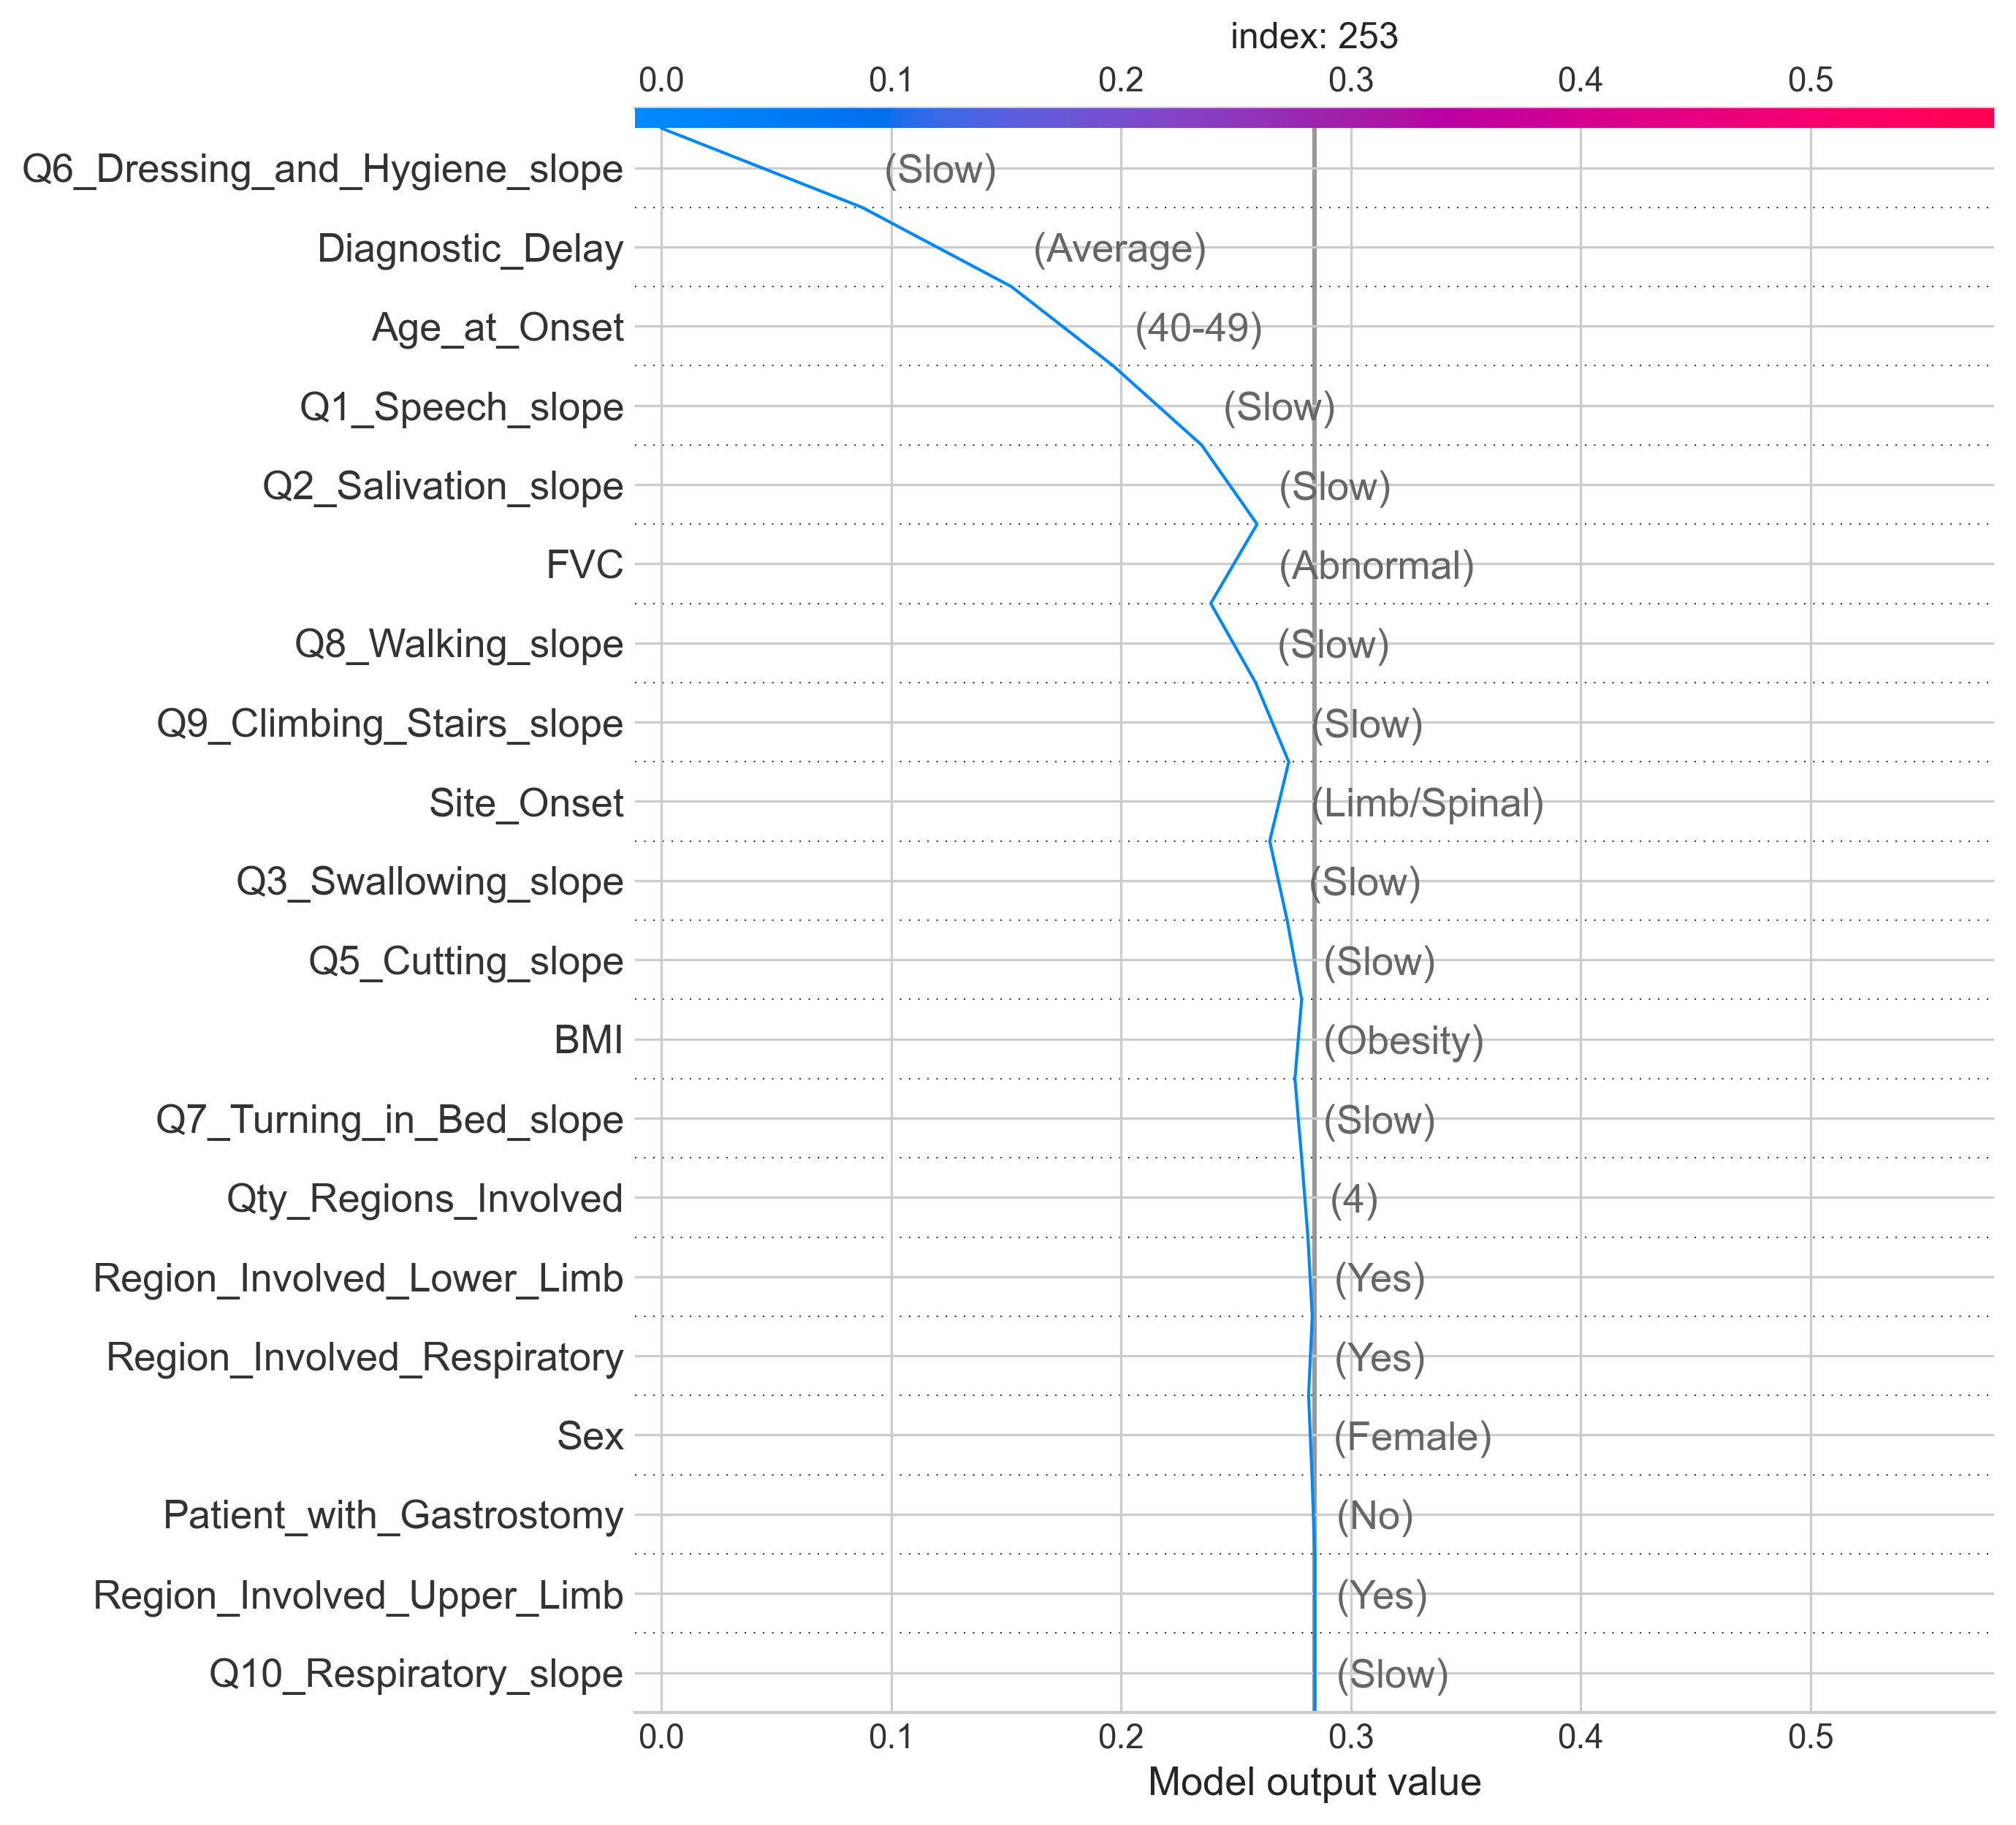 index: 253
0.0 0.1 0.2 0.3 0.4 0.5
Q6_Dressing_and_Hygiene_slope (Slow)
Diagnostic_Delay (Average)
Age_at_Onset (40-49)
Q1_Speech_slope (Slow)
Q2_Salivation_slope (Slow)
FVC (Abnormal)
Q8_Walking_slope (Slow)
Q9_Climbing_Stairs_slope (Slow)
Site_Onset (Limb/Spinal)
Q3_Swallowing_slope (Slow)
Q5_Cutting_slope (Slow)
BMI (Obesity)
Q7_Turning_in_Bed_slope (Slow)
Qty_Regions_Involved (4)
Region_Involved_Lower_Limb (Yes)
Region_Involved_Respiratory (Yes)
Sex (Female)
Patient_with_Gastrostomy (No)
Region_Involved_Upper_Limb (Yes)
Q10_Respiratory_slope (Slow)
0.0 0.1 0.2 0.3 0.4 0.5
Model output value